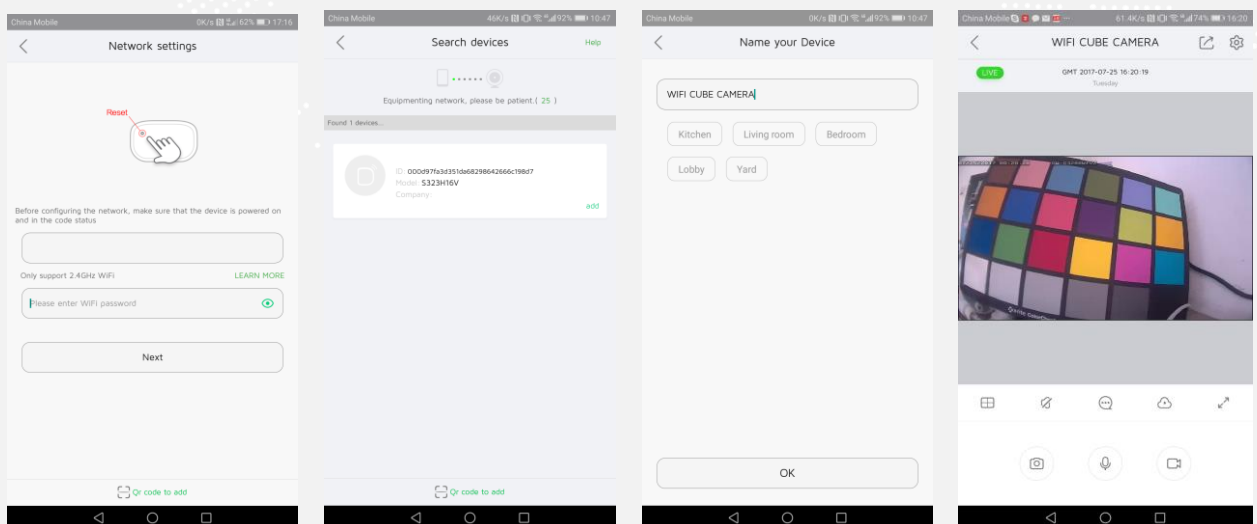 China Mobile 0K/s 62% 17:16
Network settings
Reset
Before configuring the network, make sure that the device is powered on
and in the code status
Only support 2.4GHz WiFi LEARN MORE
Please enter WiFi password
Next
Qr code to add
China Mobile 46K/s 92% 10:47
Search devices Help
Equipmenting network, please be patient.( 25 )
Found 1 devices...
D
ID: 000d97fa3d351da68298642666c198d7
Model: S323H16V
Company:
add
Qr code to add
China Mobile 0K/s 92% 10:47
Name your Device
WIFI CUBE CAMERA
Kitchen Living room Bedroom
Lobby Yard
OK
China Mobile 61.4K/s 74% 16:20
WIFI CUBE CAMERA
LIVE GMT 2017-07-25 16:20:19
Tuesday